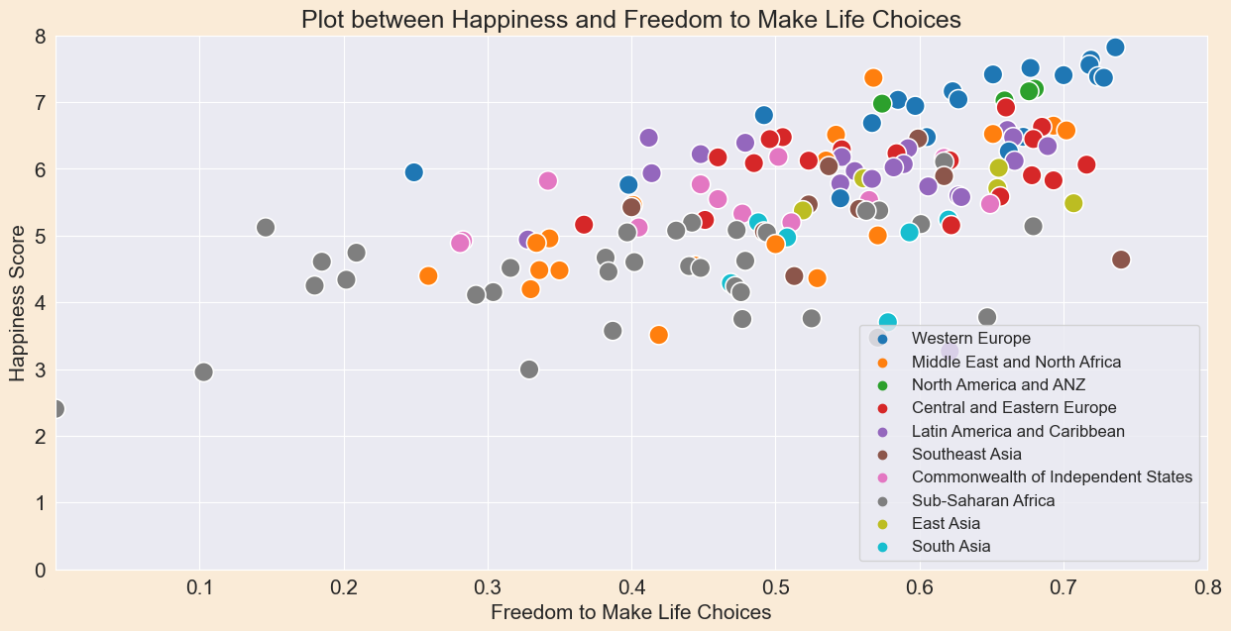 Plot between Happiness and Freedom to Make Life Choices
8
7
6
5
4
3
2
1
0
Happiness Score
0.1 0.2 0.3 0.4 0.5 0.6 0.7 0.8
Freedom to Make Life Choices
Western Europe
Middle East and North Africa
North America and ANZ
Central and Eastern Europe
Latin America and Caribbean
Southeast Asia
Commonwealth of Independent States
Sub-Saharan Africa
East Asia
South Asia